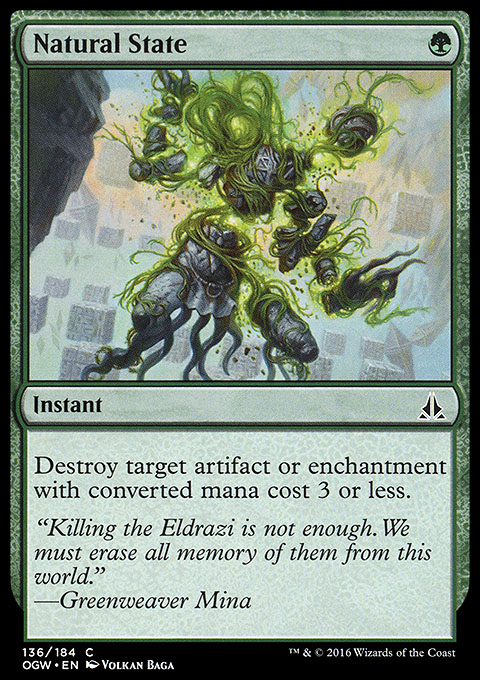 Natural State
Instant
Destroy target artifact or enchantment
with converted mana cost 3 or less.
“Killing the Eldrazi is not enough. We
must erase all memory of them from this
world.”
—Greenweaver Mina
136/184 C
OGW • EN Volkan Baga
™ & © 2016 Wizards of the Coast